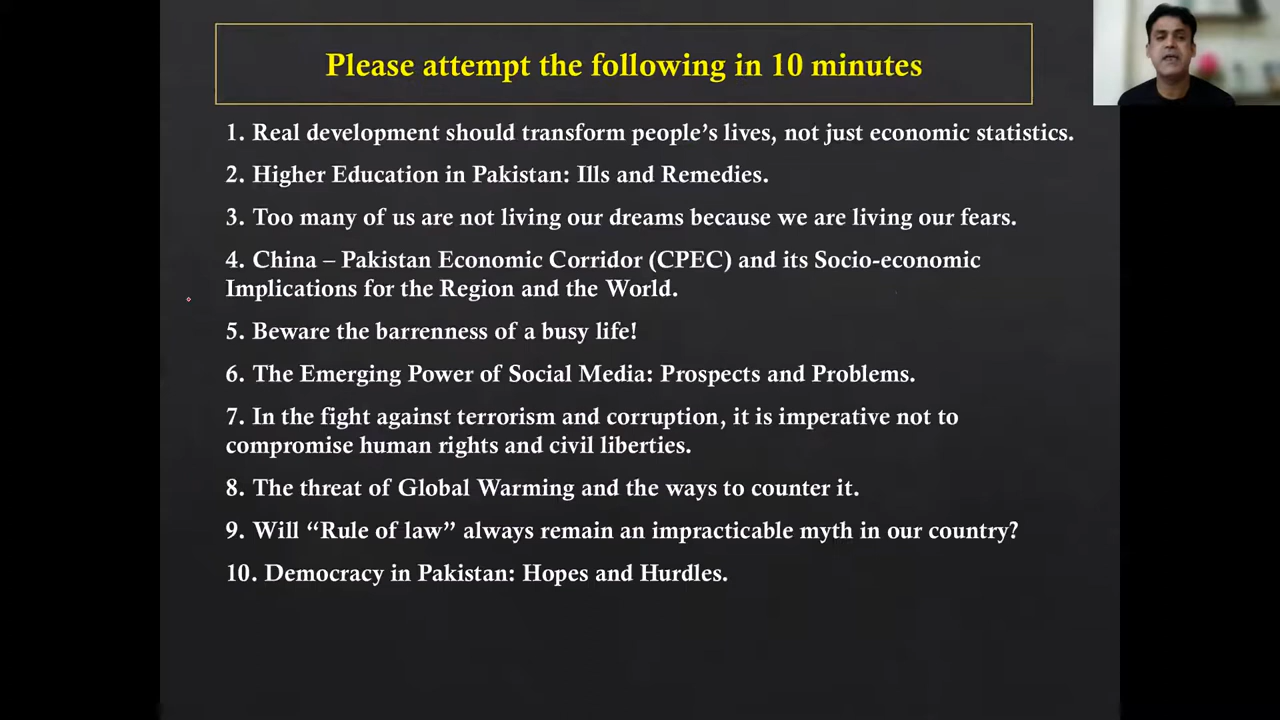 Please attempt the following in 10 minutes
1. Real development should transform people’s lives, not just economic statistics.
2. Higher Education in Pakistan: Ills and Remedies.
3. Too many of us are not living our dreams because we are living our fears.
4. China – Pakistan Economic Corridor (CPEC) and its Socio-economic
Implications for the Region and the World.
5. Beware the barrenness of a busy life!
6. The Emerging Power of Social Media: Prospects and Problems.
7. In the fight against terrorism and corruption, it is imperative not to
compromise human rights and civil liberties.
8. The threat of Global Warming and the ways to counter it.
9. Will “Rule of law” always remain an impracticable myth in our country?
10. Democracy in Pakistan: Hopes and Hurdles.